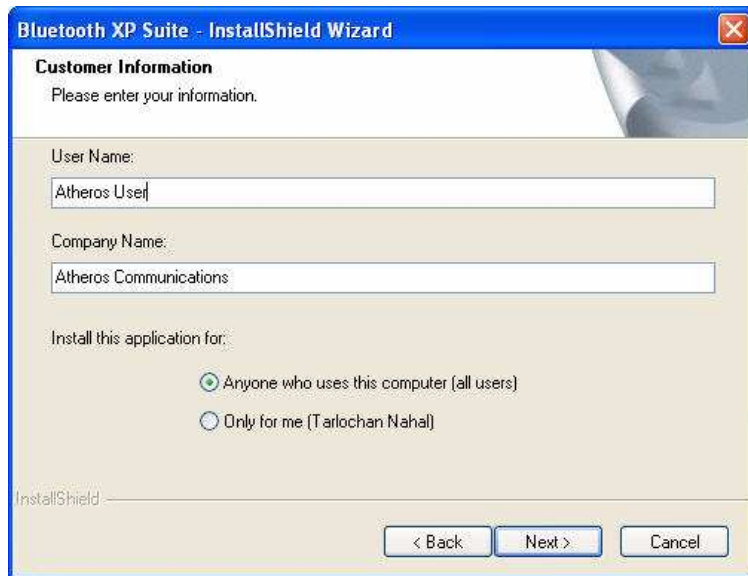 Bluetooth XP Suite - InstallShield Wizard
Customer Information
Please enter your information.
User Name:
Atheros User
Company Name:
Atheros Communications
Install this application for:
Anyone who uses this computer (all users)
Only for me (Tarlochan Nahal)
InstallShield
< Back Next > Cancel